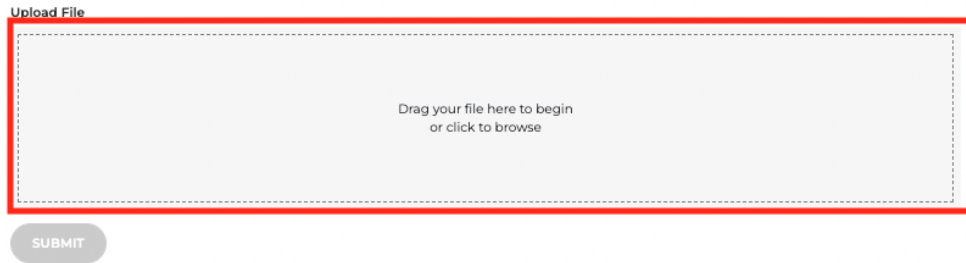 Upload File
Drag your file here to begin
or click to browse
SUBMIT